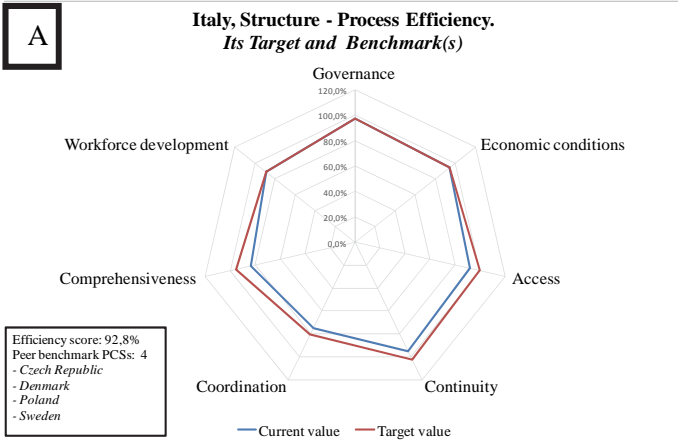 A
Italy, Structure - Process Efficiency.
Its Target and Benchmark(s)
Governance
120,0%
100,0%
80,0%
60,0%
40,0%
20,0%
0,0%
Workforce development
Economic conditions
Comprehensiveness
Access
Coordination
Continuity
Efficiency score: 92,8%
Peer benchmark PCSs: 4
- Czech Republic
- Denmark
- Poland
- Sweden
Current value
Target value